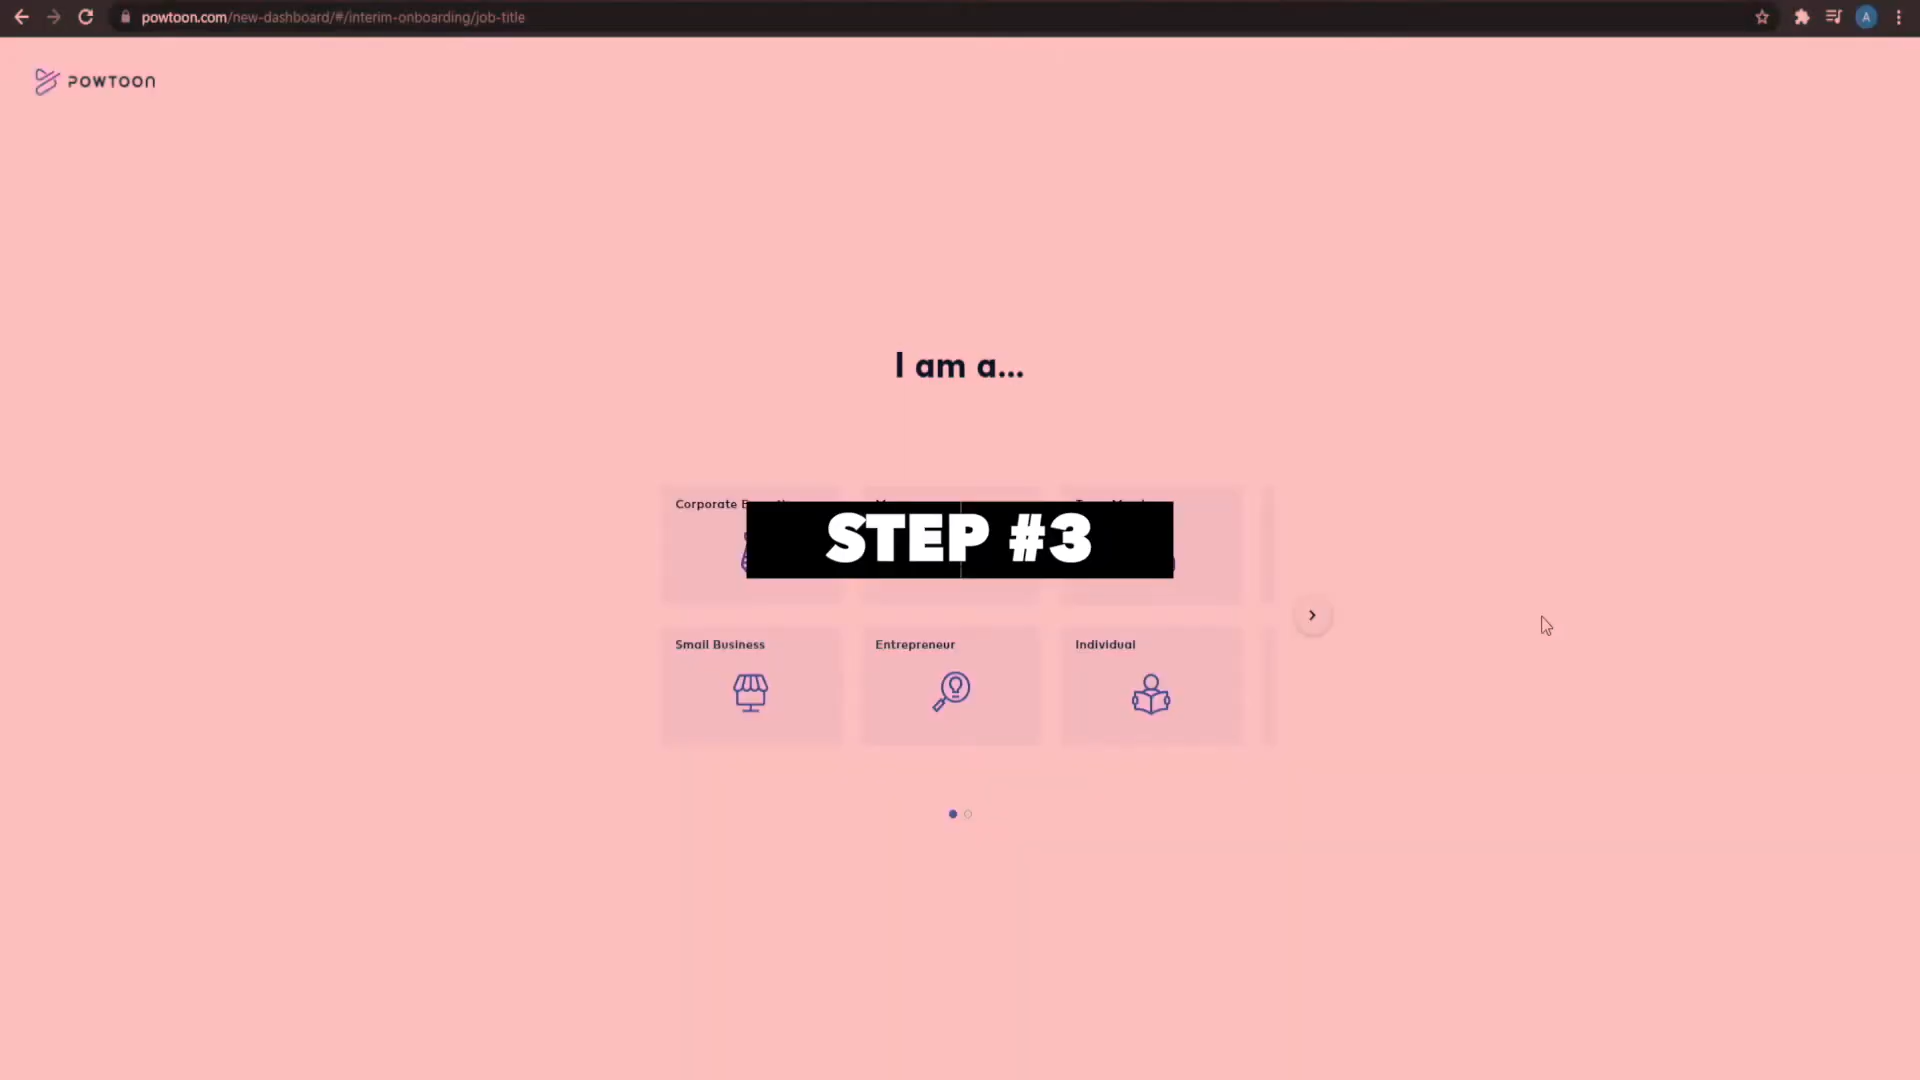 powtoon.com/new-dashboard/#/interim-onboarding/job-title
A
POWTOON
I am a...
Corporate
STEP #3
Small Business
Entrepreneur
Individual